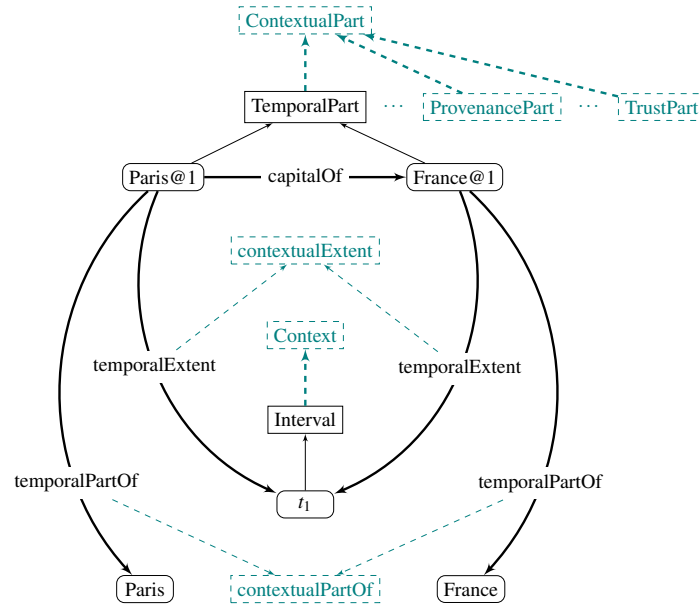 ContextualPart
TemporalPart ··· ProvenancePart ··· TrustPart
Paris@1 capitalOf France@1
contextualExtent
Context
temporalExtent temporalExtent
Interval
temporalPartOf temporalPartOf
t₁
Paris contextualPartOf France